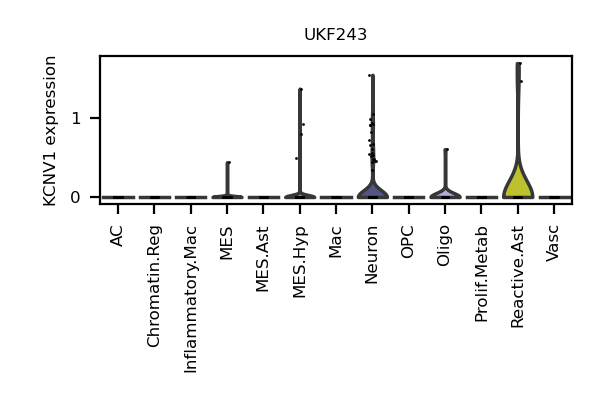 UKF243
KCNV1 expression
1
0
AC
Chromatin.Reg
Inflammatory.Mac
MES
MES.Ast
MES.Hyp
Mac
Neuron
OPC
Oligo
Prolif.Metab
Reactive.Ast
Vasc